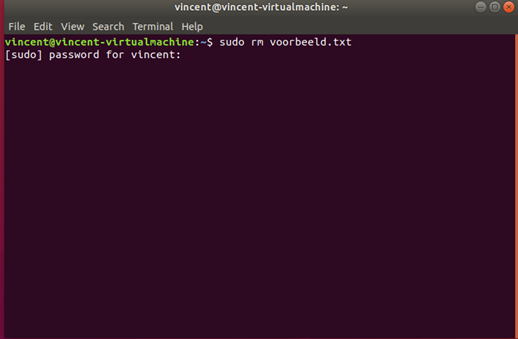 vincent@vincent-virtualmachine: ~
File Edit View Search Terminal Help
vincent@vincent-virtualmachine:~$ sudo rm voorbeeld.txt
[sudo] password for vincent: